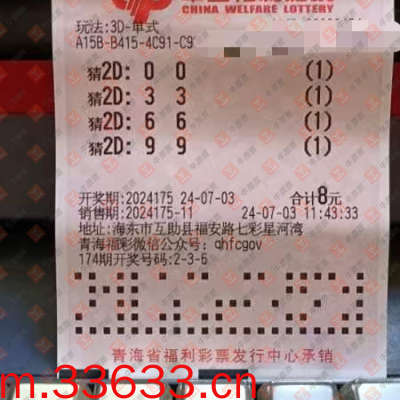 CHINA WELFARE LOTTERY
玩法:3D-单式
A15B-B415-4C91-C9
猜2D: 0 0 (1)
猜2D: 3 3 (1)
猜2D: 6 6 (1)
猜2D: 9 9 (1)
开奖期:2024175 24-07-03 合计8元
销售期:2024175-11 24-07-03 11:43:33
地址:海东市互助县福安路七彩星河湾
青海福彩微信公众号: qhfcgov
174期开奖号码:2-3-6
青海省福利彩票发行中心承销
m.33633.cn